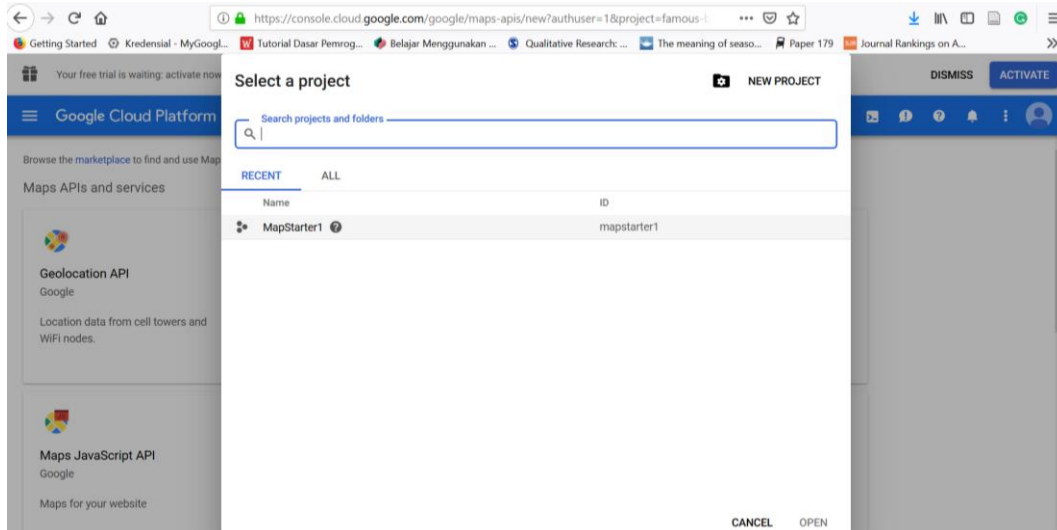 https://console.cloud.google.com/google/maps-apis/new?authuser=1&project=famous-
Getting Started Kredensial - MyGoogl... Tutorial Dasar Pemrog... Belajar Menggunakan ... Qualitative Research: ... The meaning of seaso... Paper 179 Journal Rankings on A...
Your free trial is waiting: activate now
DISMISS ACTIVATE
Google Cloud Platform
Select a project NEW PROJECT
Search projects and folders
RECENT ALL
Name ID
MapStarter1 mapstarter1
CANCEL OPEN
Browse the marketplace to find and use Map
Maps APIs and services
Geolocation API
Google
Location data from cell towers and
WiFi nodes.
Maps JavaScript API
Google
Maps for your website